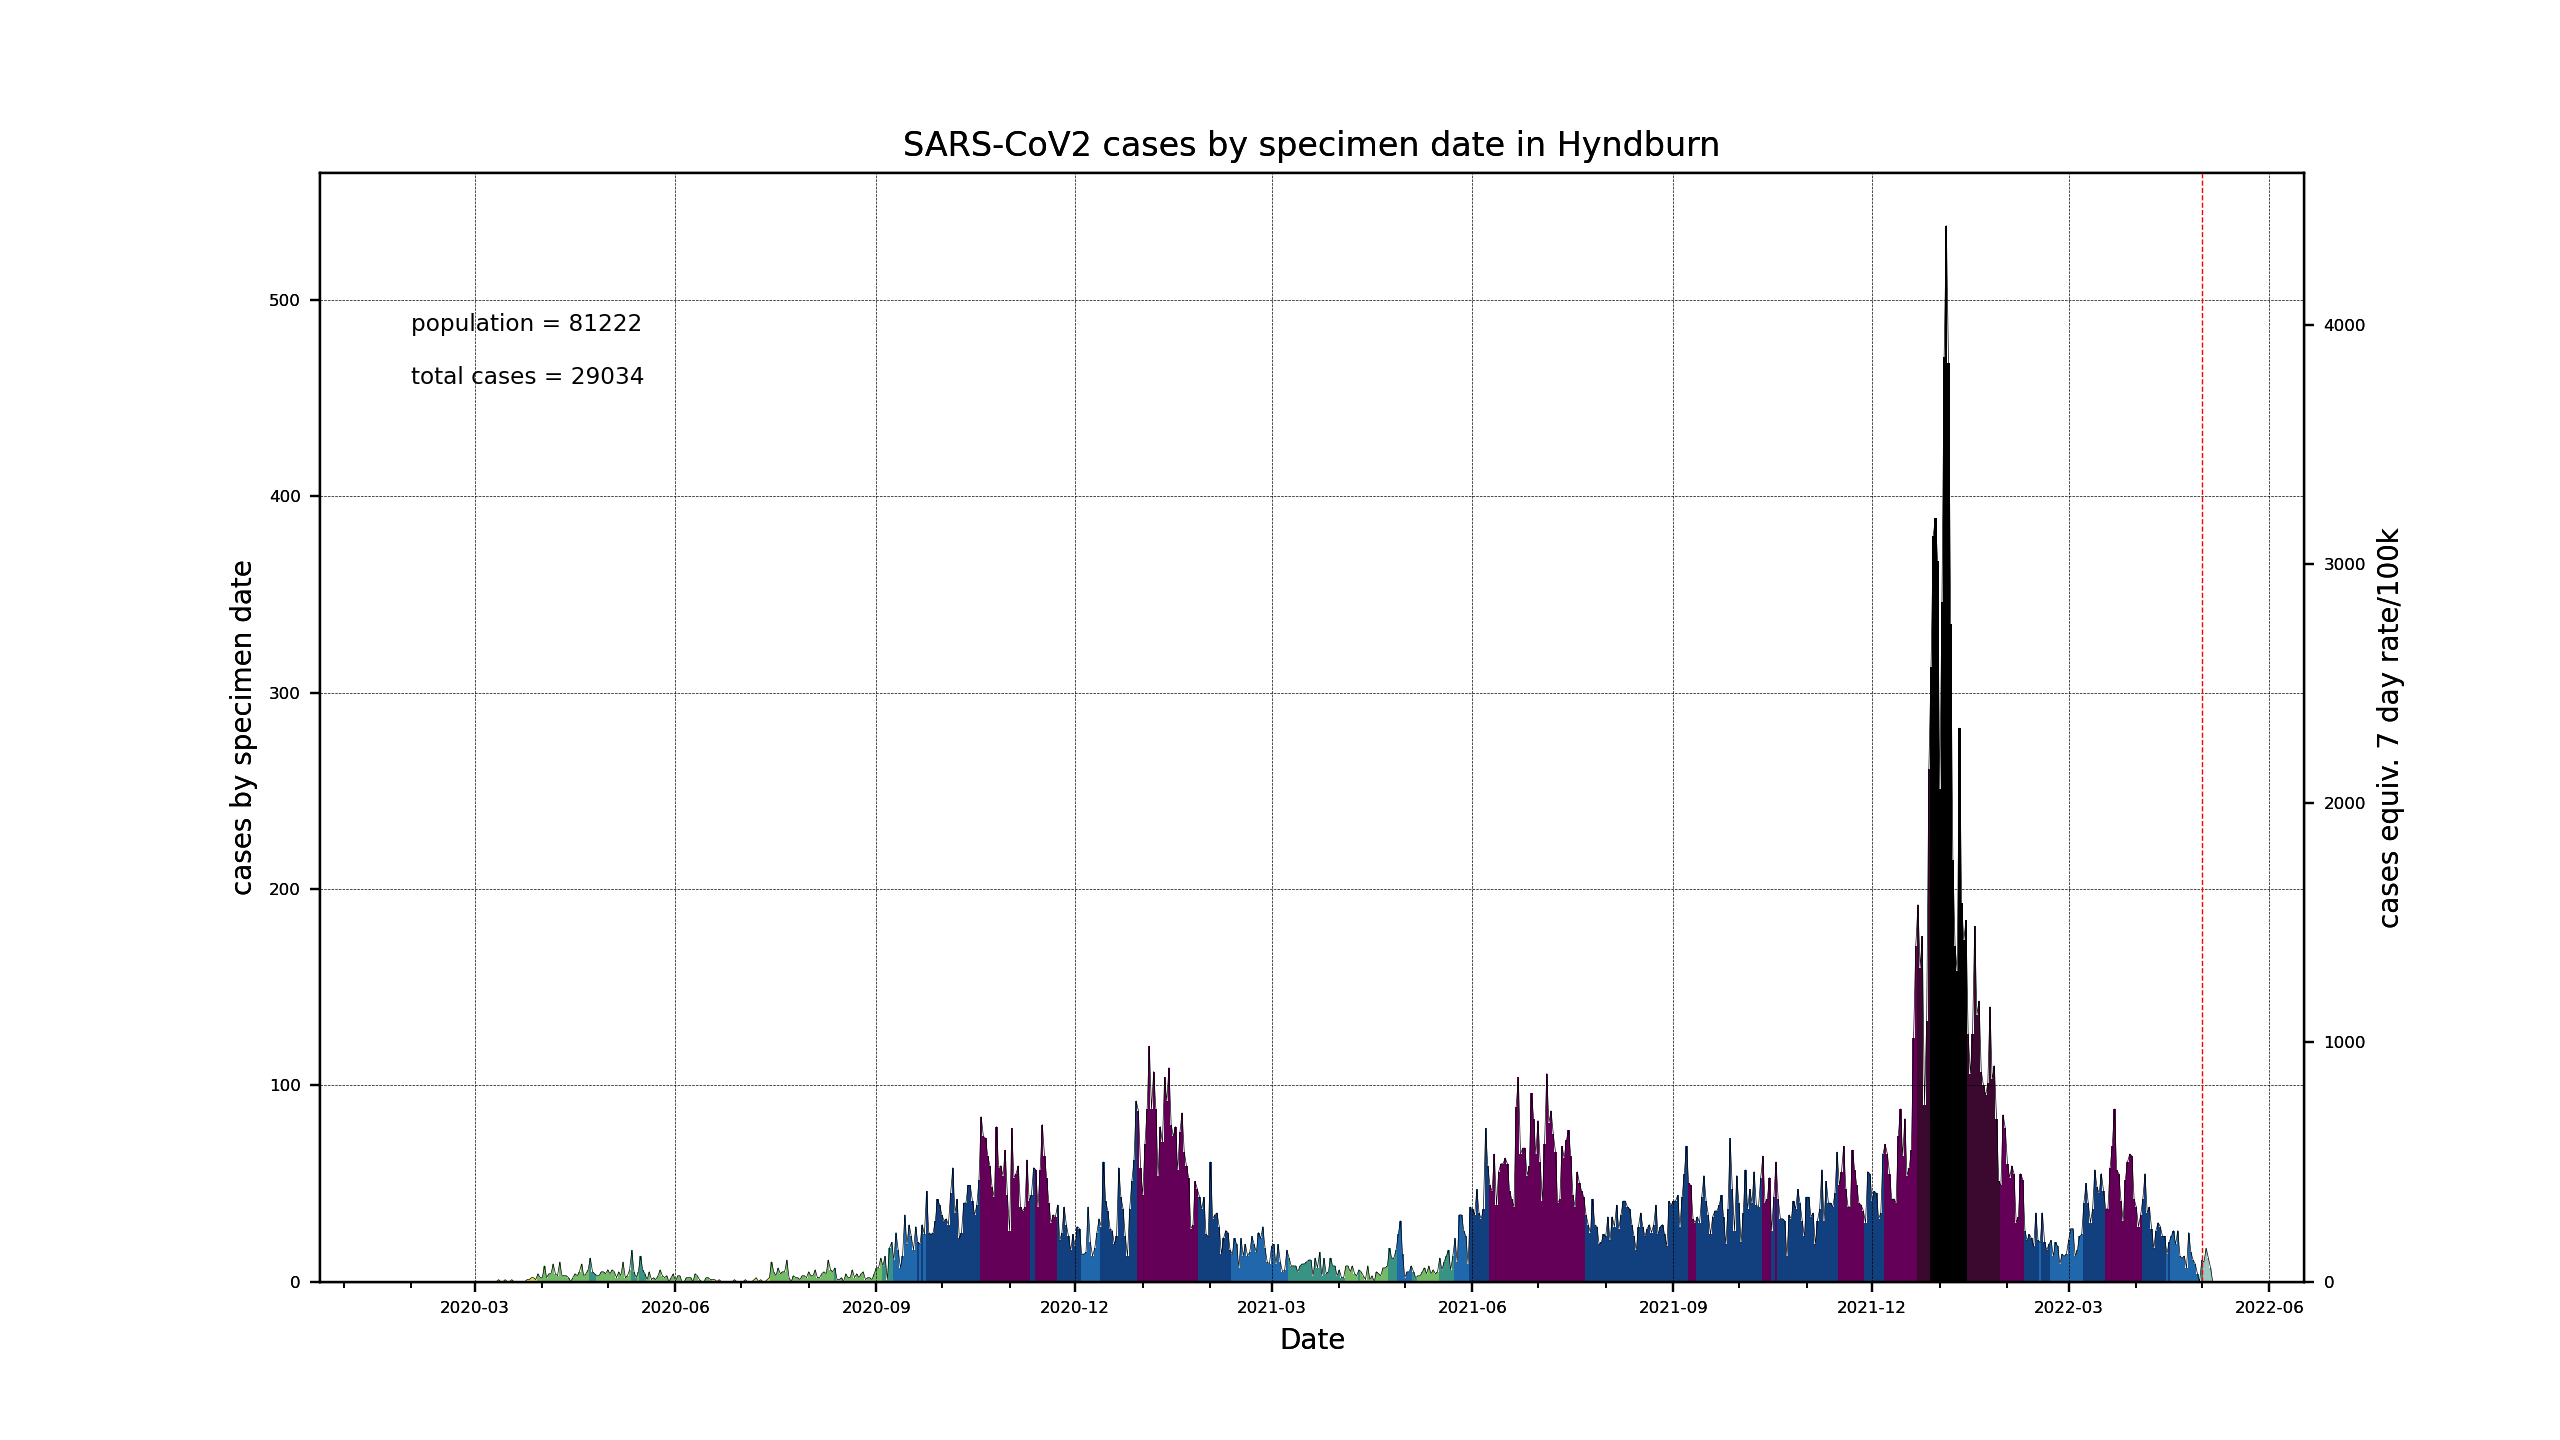 SARS-CoV2 cases by specimen date in Hyndburn
population = 81222
total cases = 29034
cases by specimen date
500
400
300
200
100
0
4000
3000
2000
1000
0
cases equiv. 7 day rate/100k
2020-03 2020-06 2020-09 2020-12 2021-03 2021-06 2021-09 2021-12 2022-03 2022-06
Date